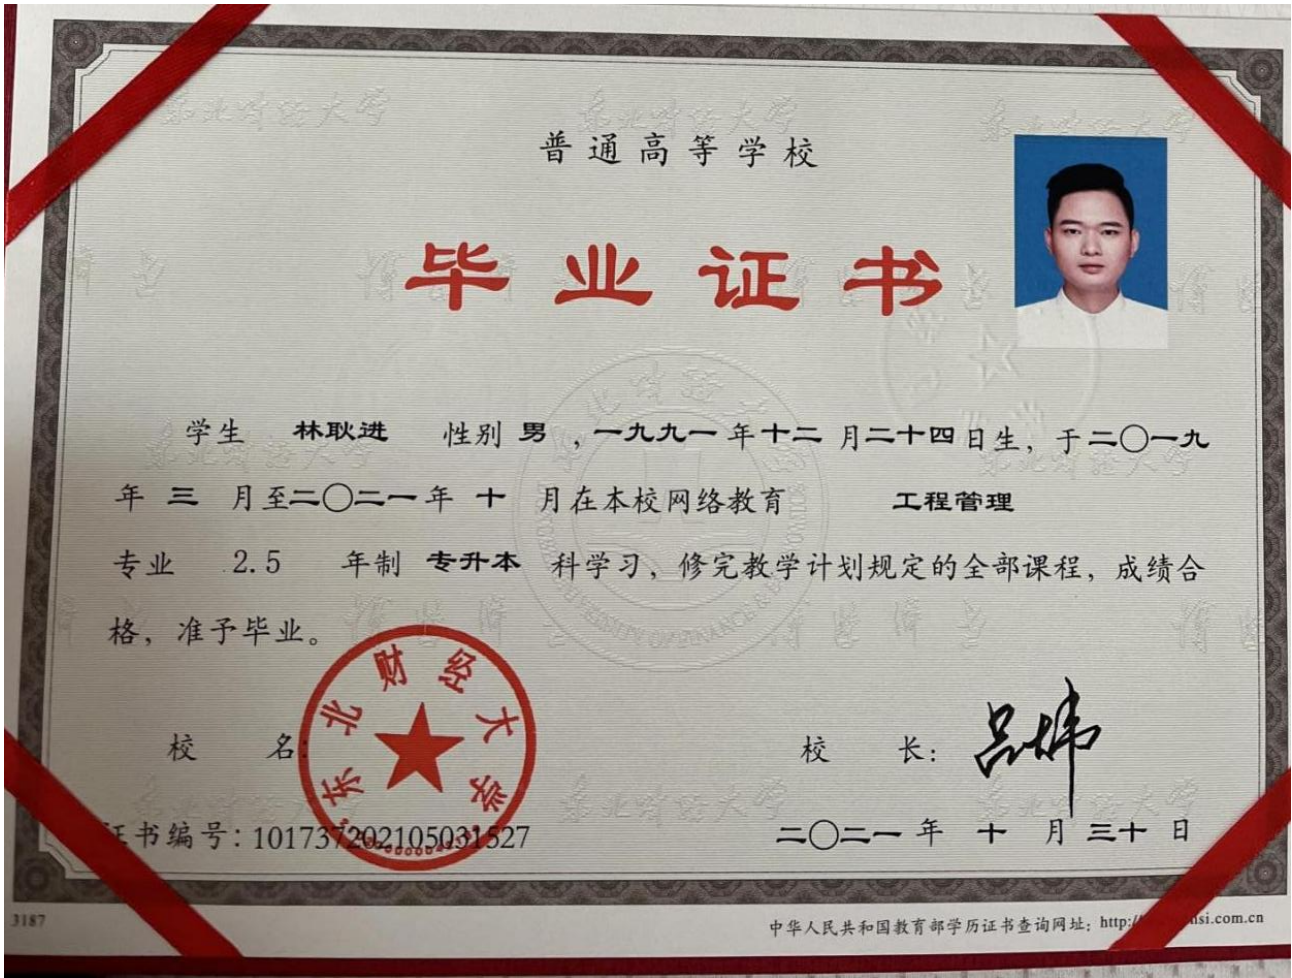 普通高等学校
毕业证书
学生 林耿进 性别 男 ，一九九一 年 十二 月 二十四 日生，于 二〇一九
年 三 月至 二〇二一 年 十 月在本校网络教育 工程管理
专业 2.5 年制 专升本 科学习，修完教学计划规定的全部课程，成绩合
格，准予毕业。
校 名：
东北财经大学
校 长：吕炜
证书编号：101737202105031527
二〇二一 年 十 月 三十 日
3187
中华人民共和国教育部学历证书查询网址：http:// hsi.com.cn